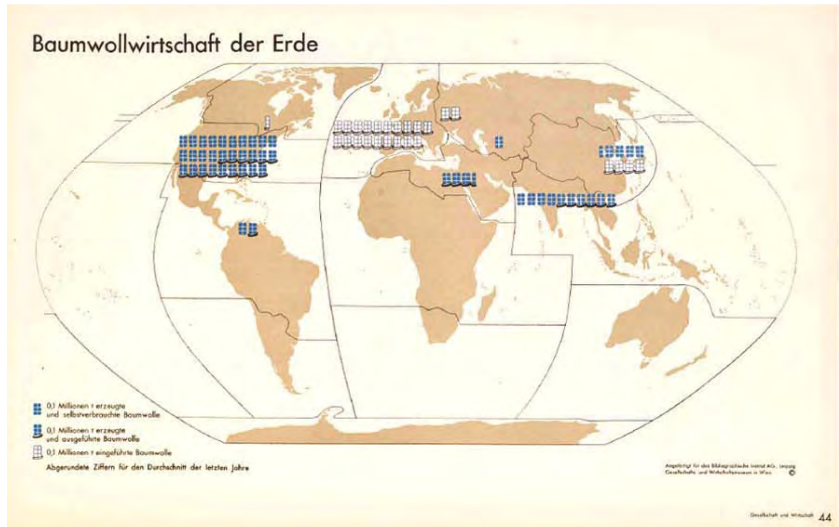 Baumwollwirtschaft der Erde
0,1 Millionen t erzeugte
und selbstverbrauchte Baumwolle
0,1 Millionen t erzeugte
und ausgeführte Baumwolle
0,1 Millionen t eingeführte Baumwolle
Abgerundete Ziffern für den Durchschnitt der letzten Jahre
Angefertigt für das Bibliographische Institut AG., Leipzig
Gesellschafts- und Wirtschaftsmuseum in Wien ©
Gesellschaft und Wirtschaft 44